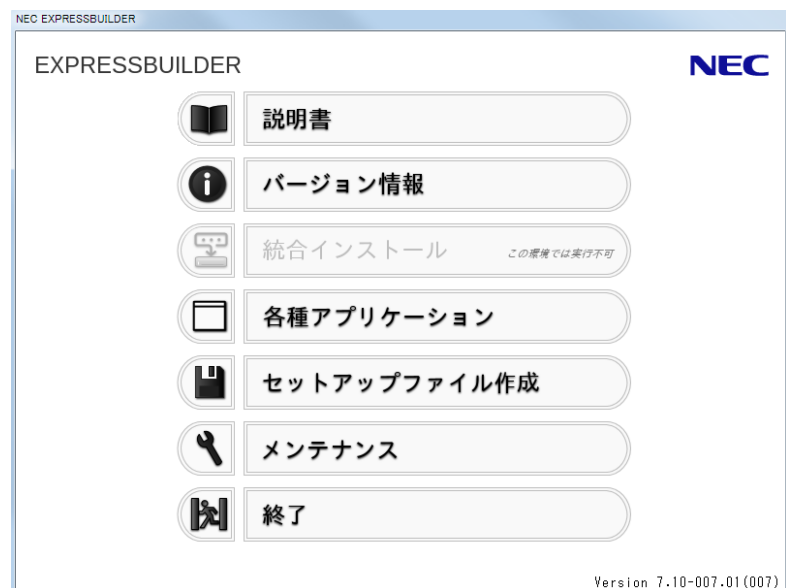 NEC EXPRESSBUILDER
EXPRESSBUILDER
NEC
説明書
バージョン情報
統合インストール この環境では実行不可
各種アプリケーション
セットアップファイル作成
メンテナンス
終了
Version 7.10-007.01(007)